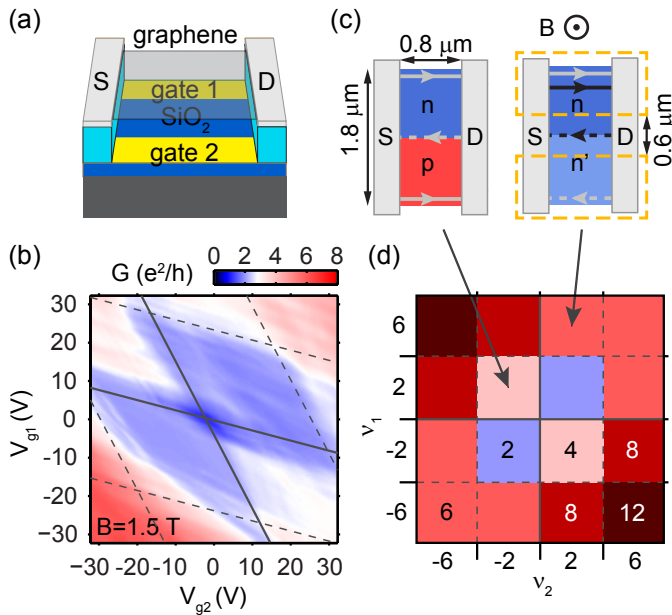 (a)
graphene
S
D
gate 1
SiO2
gate 2
(c)
0.8 μm
1.8 μm
S
n
p
D
B
S
n
n'
D
0.6 μm
(b)
G (e²/h)
0 2 4 6 8
30
20
10
0
-10
-20
-30
Vg1 (V)
B=1.5 T
-30 -20 -10 0 10 20 30
Vg2 (V)
(d)
6
2
-2
-6
ν1
2 4 8
6 8 12
-6 -2 2 6
ν2